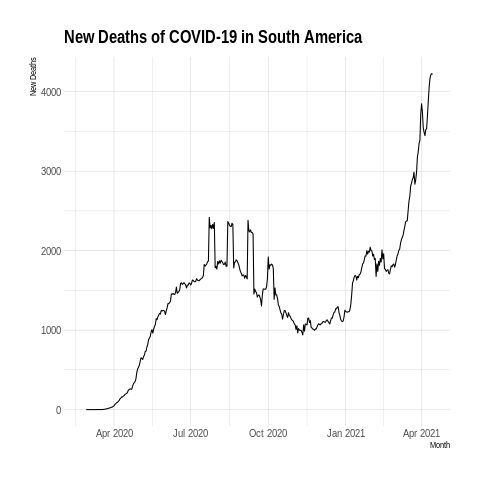 New Deaths of COVID-19 in South America
New Deaths
4000
3000
2000
1000
0
Apr 2020
Jul 2020
Oct 2020
Jan 2021
Apr 2021
Month